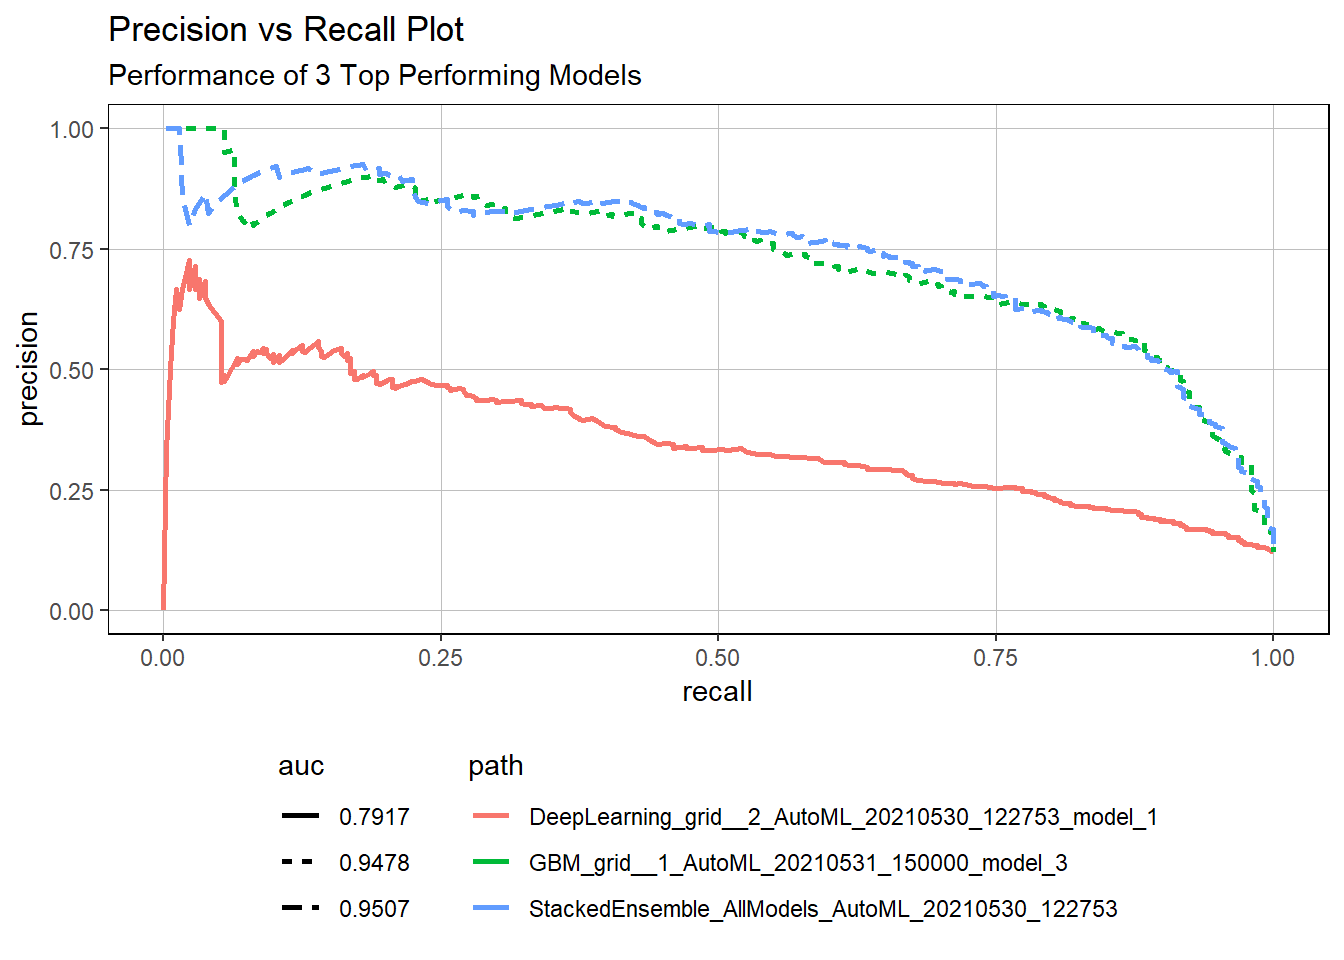 Precision vs Recall Plot
Performance of 3 Top Performing Models
1.00
0.75
0.50
0.25
0.00
precision
0.00 0.25 0.50 0.75 1.00
recall
auc path
0.7917 DeepLearning_grid__2_AutoML_20210530_122753_model_1
0.9478 GBM_grid__1_AutoML_20210531_150000_model_3
0.9507 StackedEnsemble_AllModels_AutoML_20210530_122753